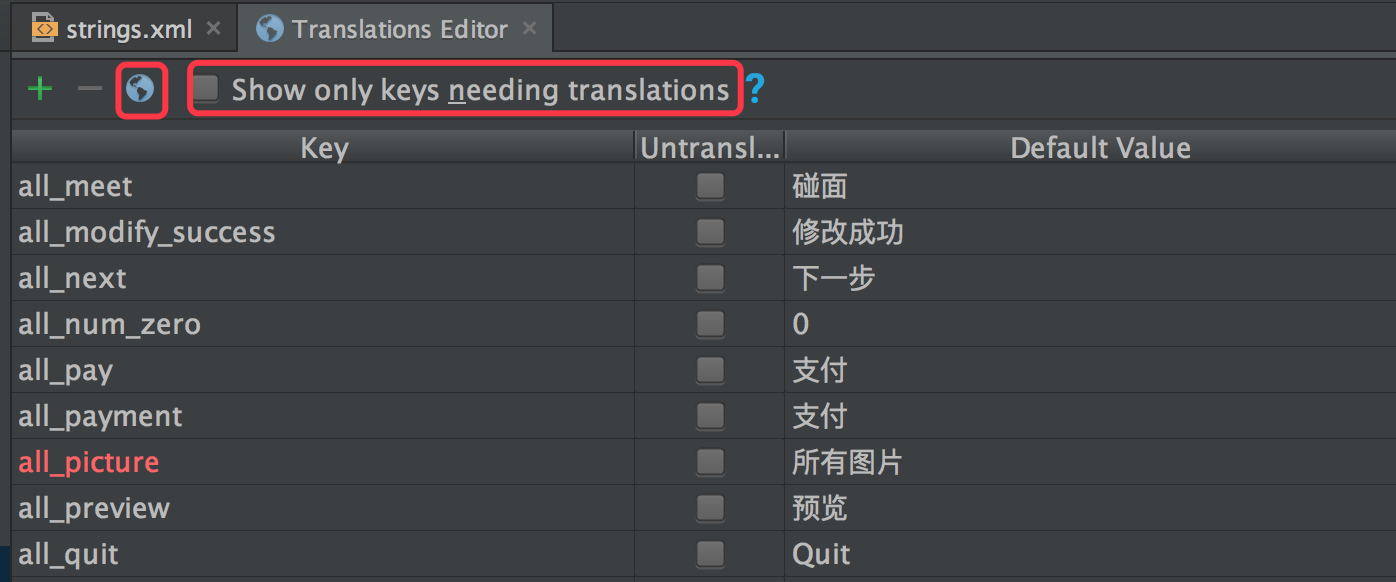 strings.xml Translations Editor
Show only keys needing translations ?
Key Untransl... Default Value
all_meet 碰面
all_modify_success 修改成功
all_next 下一步
all_num_zero 0
all_pay 支付
all_payment 支付
all_picture 所有图片
all_preview 预览
all_quit Quit